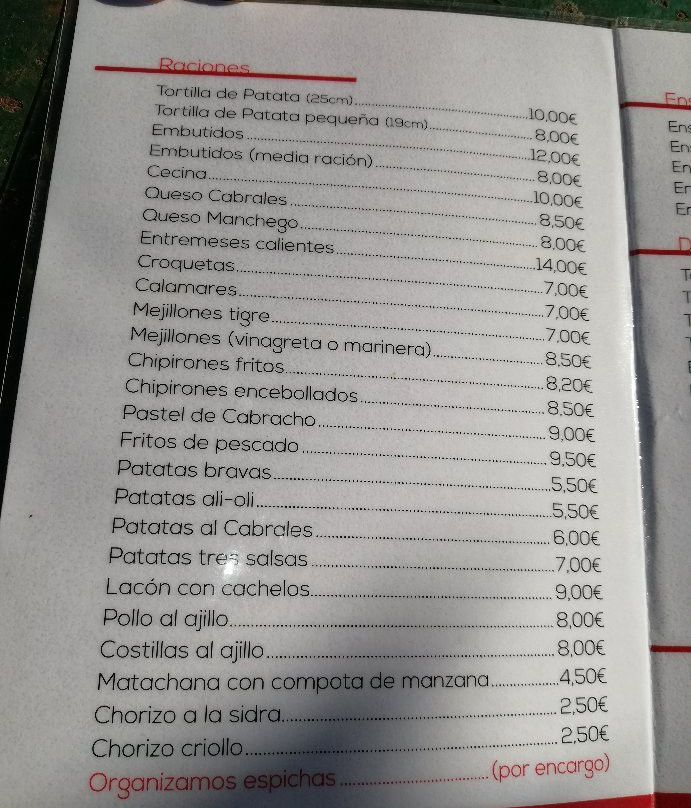 Raciones
Tortilla de Patata (25cm)..........10,00€
Tortilla de Patata pequeña (19cm)..........8,00€
Embutidos..........12,00€
Embutidos (media ración)..........8,00€
Cecina..........10,00€
Queso Cabrales..........8,50€
Queso Manchego..........8,00€
Entremeses calientes..........14,00€
Croquetas..........7,00€
Calamares..........7,00€
Mejillones tigre..........7,00€
Mejillones (vinagreta o marinera)..........8,50€
Chipirones fritos..........8,20€
Chipirones encebollados..........8,50€
Pastel de Cabracho..........9,00€
Fritos de pescado..........9,50€
Patatas bravas..........5,50€
Patatas ali-oli..........5,50€
Patatas al Cabrales..........6,00€
Patatas tres salsas..........7,00€
Lacón con cachelos..........9,00€
Pollo al ajillo..........8,00€
Costillas al ajillo..........8,00€
Matachana con compota de manzana..........4,50€
Chorizo a la sidra..........2,50€
Chorizo criollo..........2,50€
Organizamos espichas..........(por encargo)